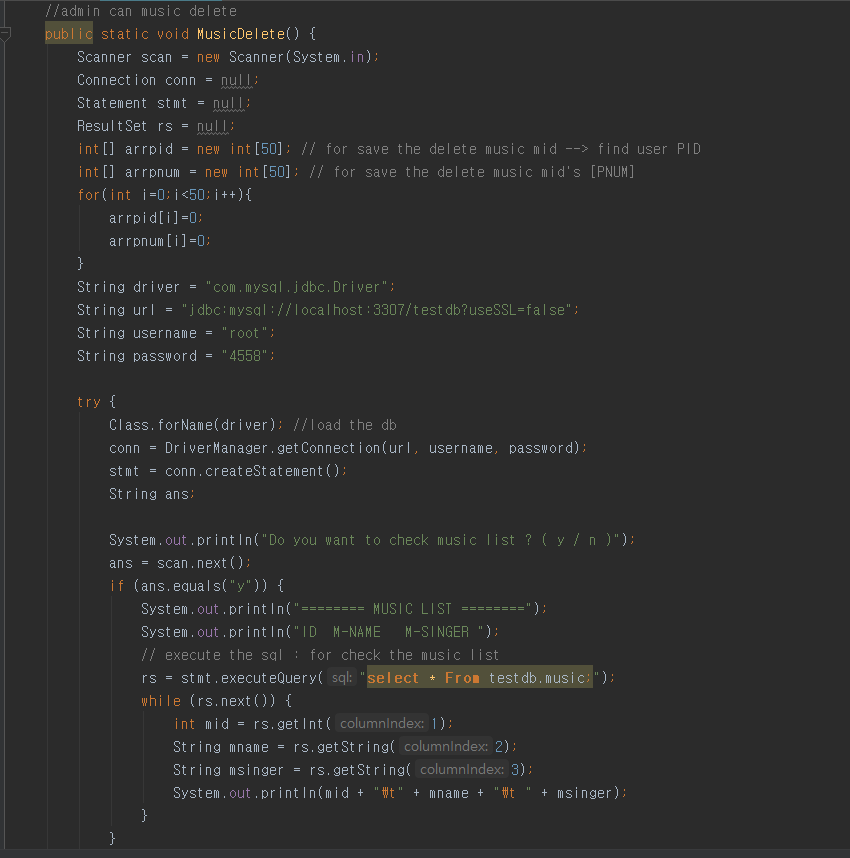 //admin can music delete
public static void MusicDelete() {
    Scanner scan = new Scanner(System.in);
    Connection conn = null;
    Statement stmt = null;
    ResultSet rs = null;
    int[] arrpid = new int[50]; // for save the delete music mid --> find user PID
    int[] arrpnum = new int[50]; // for save the delete music mid's [PNUM]
    for(int i=0;i<50;i++){
        arrpid[i]=0;
        arrpnum[i]=0;
    }
    String driver = "com.mysql.jdbc.Driver";
    String url = "jdbc:mysql://localhost:3307/testdb?useSSL=false";
    String username = "root";
    String password = "4558";

    try {
        Class.forName(driver); //load the db
        conn = DriverManager.getConnection(url, username, password);
        stmt = conn.createStatement();
        String ans;

        System.out.println("Do you want to check music list ? ( y / n )");
        ans = scan.next();
        if (ans.equals("y")) {
            System.out.println("======== MUSIC LIST ========");
            System.out.println("ID  M-NAME   M-SINGER ");
            // execute the sql : for check the music list
            rs = stmt.executeQuery( sql: "select * From testdb.music;");
            while (rs.next()) {
                int mid = rs.getInt( columnIndex: 1);
                String mname = rs.getString( columnIndex: 2);
                String msinger = rs.getString( columnIndex: 3);
                System.out.println(mid + "₩t" + mname + "₩t " + msinger);
            }
        }